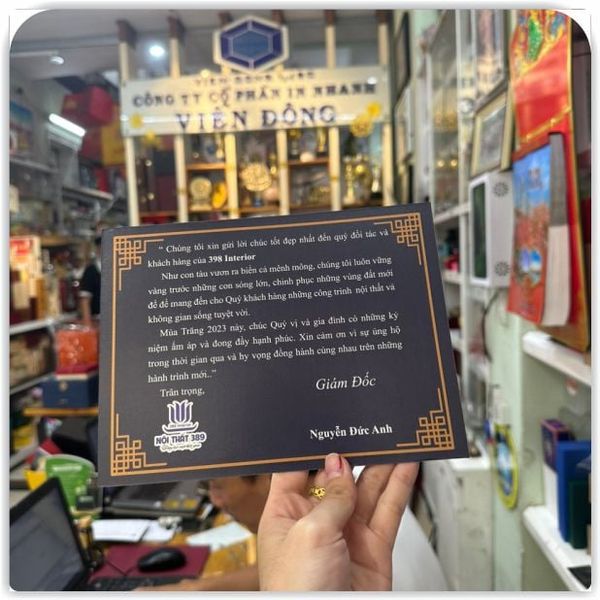 CÔNG TY CỔ PHẦN IN NHANH
VIỄN ĐÔNG
“ Chúng tôi xin gửi lời chúc tốt đẹp nhất đến quý đối tác và
khách hàng của 398 Interior
Như con tàu vươn ra biển cả mênh mông, chúng tôi luôn vững
vàng trước những con sóng lớn, chinh phục những vùng đất mới
để để mang đến cho Quý khách hàng những công trình nội thất và
không gian sống tuyệt vời.
Mùa Trăng 2023 này, chúc Quý vị và gia đình có những kỷ
niệm ấm áp và đong đầy hạnh phúc. Xin cảm ơn vì sự ủng hộ
trong thời gian qua và hy vọng đồng hành cùng nhau trên những
hành trình mới..”
Trân trọng,
Giám Đốc
NỘI THẤT 389
Nguyễn Đức Anh